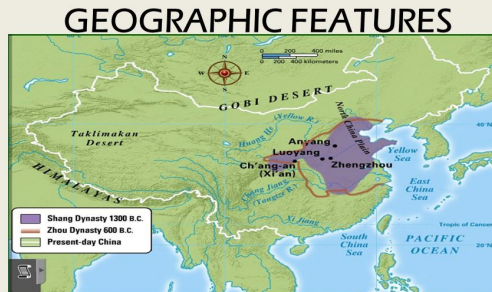 GEOGRAPHIC FEATURES
0 200 400 miles
0 200 400 kilometers
N
W E
S
GOBI DESERT
Taklimakan
Desert
HIMALAYAS
Huang He
(Yellow R.)
North China Plain
Anyang
Luoyang
Ch'ang-an
(Xi'an)
Zhengzhou
Yellow
Sea
40°N
East
China
Sea
Chang Jiang
(Yangtze R.)
Xi Jiang
South
China
Sea
PACIFIC
OCEAN
Tropic of Cancer
20°N
Shang Dynasty 1300 B.C.
Zhou Dynasty 600 B.C.
Present-day China